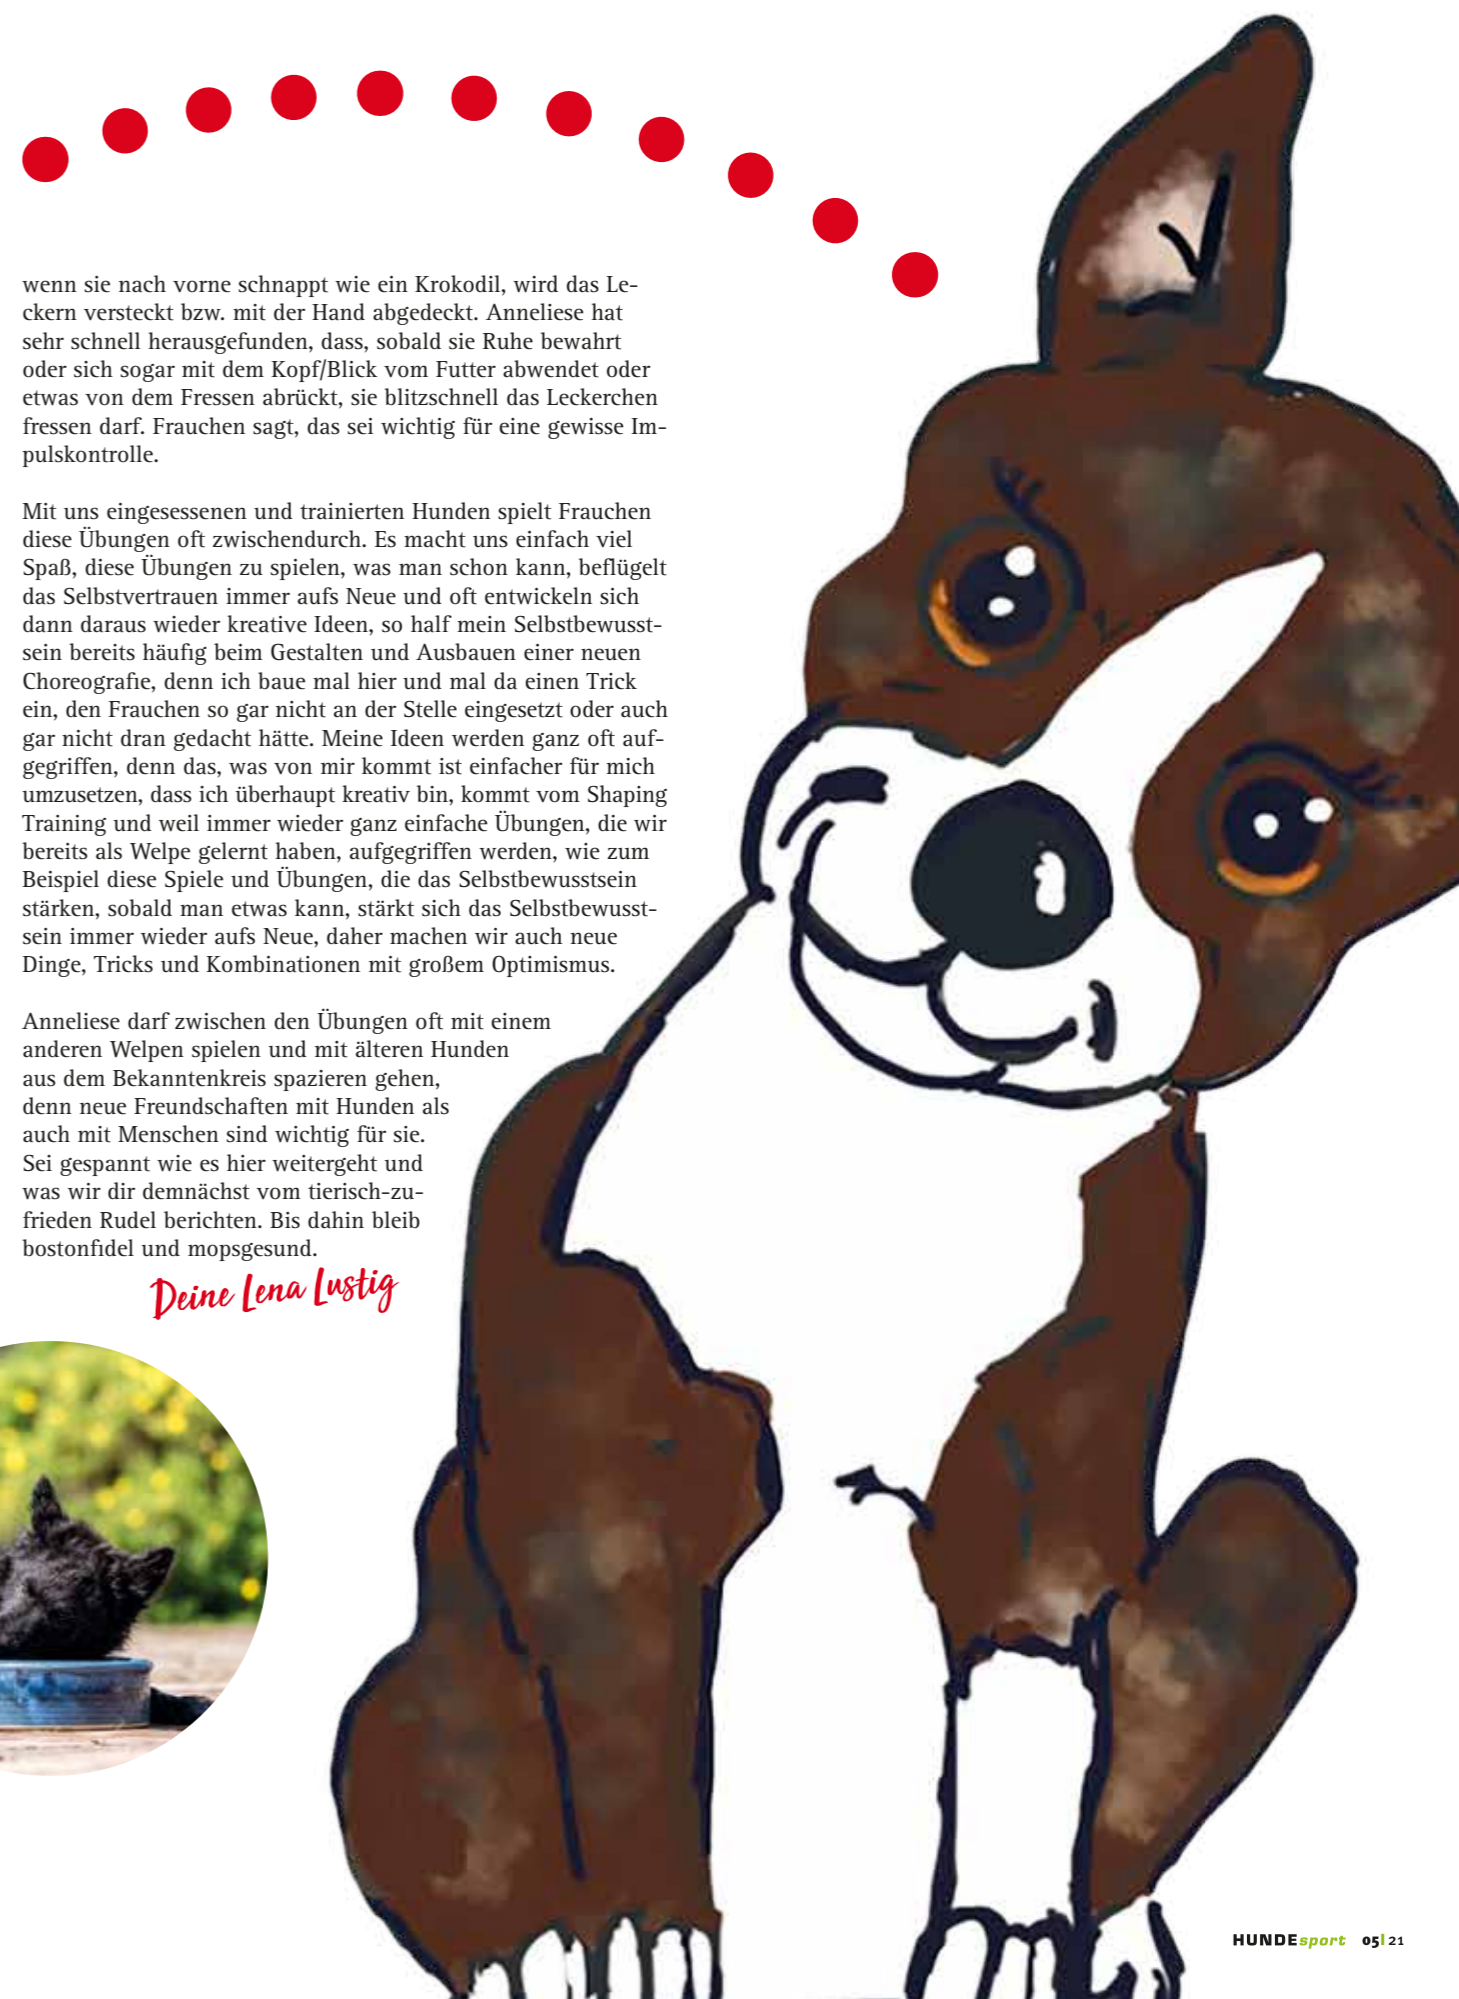 wenn sie nach vorne schnappt wie ein Krokodil, wird das Le-
ckern versteckt bzw. mit der Hand abgedeckt. Anneliese hat
sehr schnell herausgefunden, dass, sobald sie Ruhe bewahrt
oder sich sogar mit dem Kopf/Blick vom Futter abwendet oder
etwas von dem Fressen abrückt, sie blitzschnell das Leckerchen
fressen darf. Frauchen sagt, das sei wichtig für eine gewisse Im-
pulskontrolle.

Mit uns eingesessenen und trainierten Hunden spielt Frauchen
diese Übungen oft zwischendurch. Es macht uns einfach viel
Spaß, diese Übungen zu spielen, was man schon kann, beflügelt
das Selbstvertrauen immer aufs Neue und oft entwickeln sich
dann daraus wieder kreative Ideen, so half mein Selbstbewusst-
sein bereits häufig beim Gestalten und Ausbauen einer neuen
Choreografie, denn ich baue mal hier und mal da einen Trick
ein, den Frauchen so gar nicht an der Stelle eingesetzt oder auch
gar nicht dran gedacht hätte. Meine Ideen werden ganz oft auf-
gegriffen, denn das, was von mir kommt ist einfacher für mich
umzusetzen, dass ich überhaupt kreativ bin, kommt vom Shaping
Training und weil immer wieder ganz einfache Übungen, die wir
bereits als Welpe gelernt haben, aufgegriffen werden, wie zum
Beispiel diese Spiele und Übungen, die das Selbstbewusstsein
stärken, sobald man etwas kann, stärkt sich das Selbstbewusst-
sein immer wieder aufs Neue, daher machen wir auch neue
Dinge, Tricks und Kombinationen mit großem Optimismus.

Anneliese darf zwischen den Übungen oft mit einem
anderen Welpen spielen und mit älteren Hunden
aus dem Bekanntenkreis spazieren gehen,
denn neue Freundschaften mit Hunden als
auch mit Menschen sind wichtig für sie.
Sei gespannt wie es hier weitergeht und
was wir dir demnächst vom tierisch-zu-
frieden Rudel berichten. Bis dahin bleib
bostonfidel und mopsgesund.
Deine Lena Lustig
HUNDEsport 05| 21